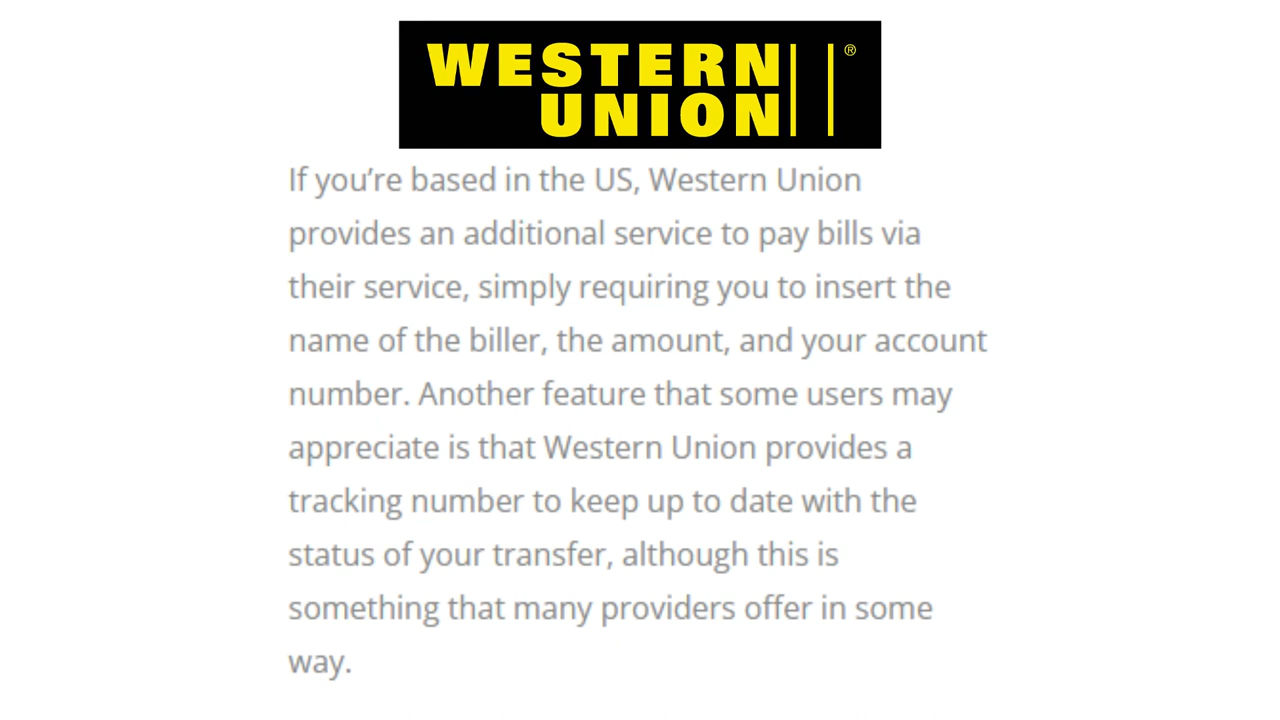 WESTERN
UNION ®
If you’re based in the US, Western Union
provides an additional service to pay bills via
their service, simply requiring you to insert the
name of the biller, the amount, and your account
number. Another feature that some users may
appreciate is that Western Union provides a
tracking number to keep up to date with the
status of your transfer, although this is
something that many providers offer in some
way.